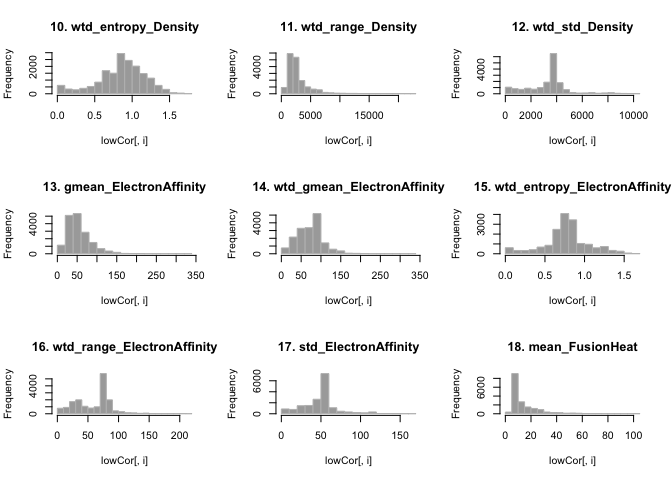 10. wtd_entropy_Density
11. wtd_range_Density
12. wtd_std_Density
Frequency
0 2000
0.0 0.5 1.0 1.5
lowCor[, i]
Frequency
0 4000
0 5000 15000
lowCor[, i]
Frequency
0 4000
0 2000 6000 10000
lowCor[, i]
13. gmean_ElectronAffinity
14. wtd_gmean_ElectronAffinity
15. wtd_entropy_ElectronAffinity
Frequency
0 4000
0 50 150 250 350
lowCor[, i]
Frequency
0 4000
0 50 150 250 350
lowCor[, i]
Frequency
0 3000
0.0 0.5 1.0 1.5
lowCor[, i]
16. wtd_range_ElectronAffinity
17. std_ElectronAffinity
18. mean_FusionHeat
Frequency
0 4000
0 50 100 150 200
lowCor[, i]
Frequency
0 6000
0 50 100 150
lowCor[, i]
Frequency
0 6000
0 20 40 60 80 100
lowCor[, i]